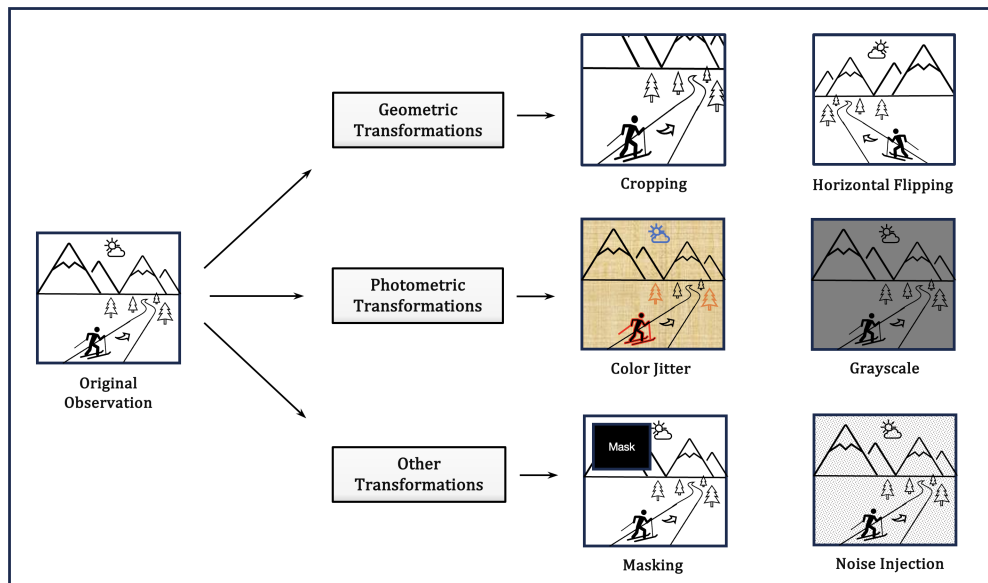 Geometric
Transformations
Cropping
Horizontal Flipping
Original
Observation
Photometric
Transformations
Color Jitter
Grayscale
Other
Transformations
Mask
Masking
Noise Injection